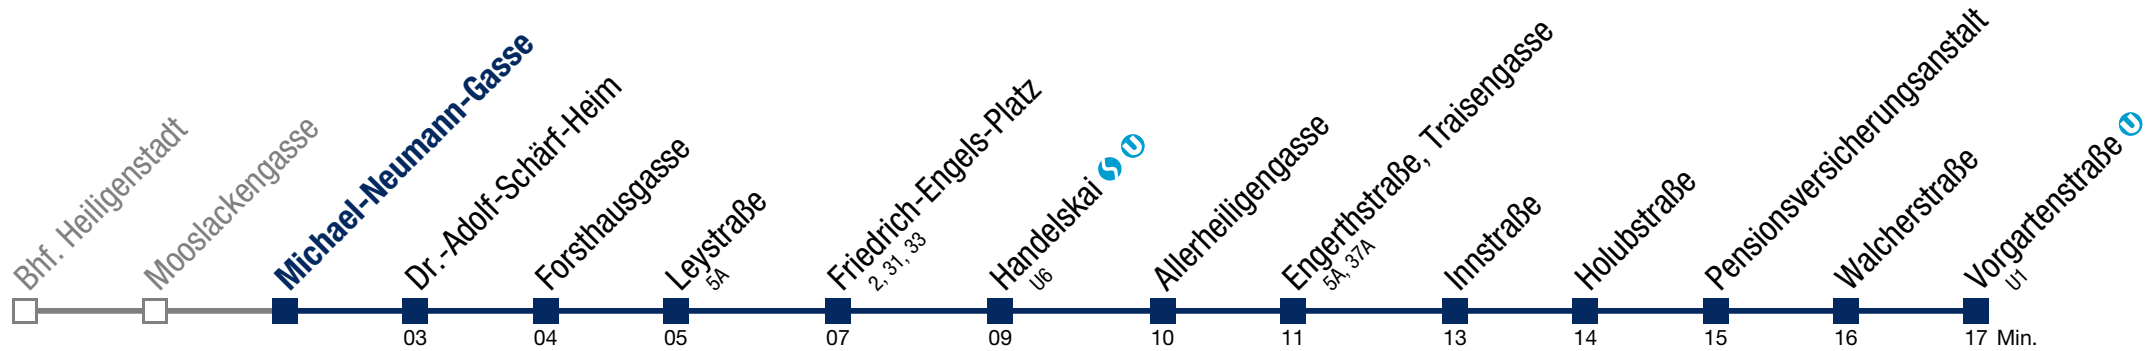 Bhf. Heiligenstadt
Mooslackengasse
Michael-Neumann-Gasse
Dr.-Adolf-Schärf-Heim
Forsthausgasse
Leystraße
5A
Friedrich-Engels-Platz
2, 31, 33
Handelskai
U6
Allerheiligengasse
Engerthstraße, Traisengasse
5A, 37A
Innstraße
Holubstraße
Pensionsversicherungsanstalt
Walcherstraße
Vorgartenstraße U
U1
03 04 05 07 09 10 11 13 14 15 16 17 Min.